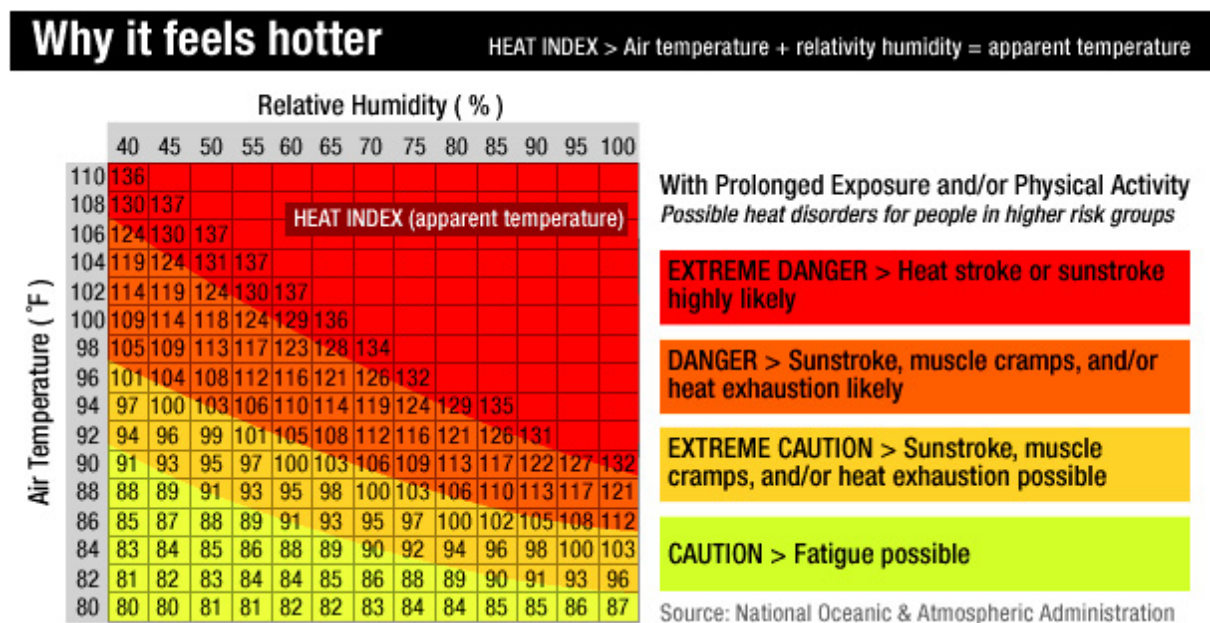 Why it feels hotter
HEAT INDEX > Air temperature + relativity humidity = apparent temperature
Relative Humidity ( % )
40 45 50 55 60 65 70 75 80 85 90 95 100
110 136
108 130 137
HEAT INDEX (apparent temperature)
106 124 130 137
104 119 124 131 137
102 114 119 124 130 137
100 109 114 118 124 129 136
98 105 109 113 117 123 128 134
96 101 104 108 112 116 121 126 132
94 97 100 103 106 110 114 119 124 129 135
92 94 96 99 101 105 108 112 116 121 126 131
90 91 93 95 97 100 103 106 109 113 117 122 127 132
88 88 89 91 93 95 98 100 103 106 110 113 117 121
86 85 87 88 89 91 93 95 97 100 102 105 108 112
84 83 84 85 86 88 89 90 92 94 96 98 100 103
82 81 82 83 84 84 85 86 88 89 90 91 93 96
80 80 80 81 81 82 82 83 84 84 85 85 86 87
Air Temperature ( °F )
With Prolonged Exposure and/or Physical Activity
Possible heat disorders for people in higher risk groups
EXTREME DANGER > Heat stroke or sunstroke
highly likely
DANGER > Sunstroke, muscle cramps, and/or
heat exhaustion likely
EXTREME CAUTION > Sunstroke, muscle
cramps, and/or heat exhaustion possible
CAUTION > Fatigue possible
Source: National Oceanic & Atmospheric Administration